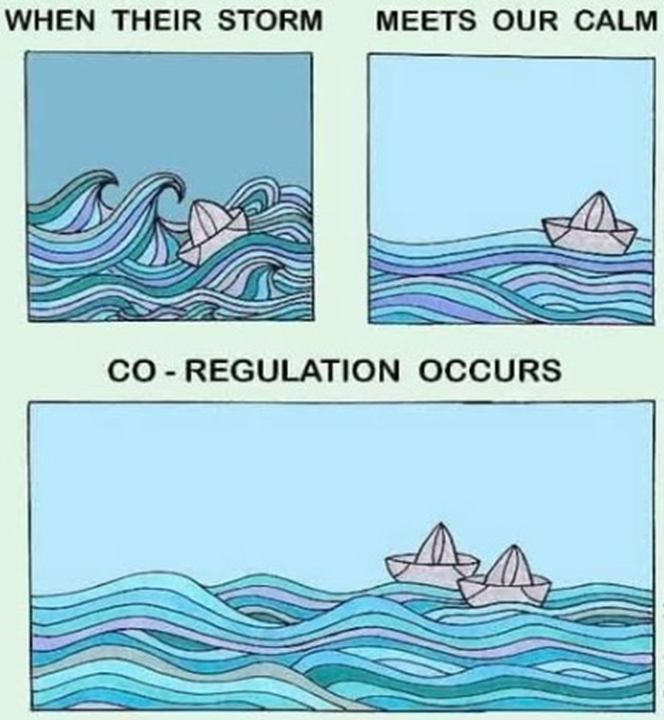 WHEN THEIR STORM
MEETS OUR CALM
CO - REGULATION OCCURS